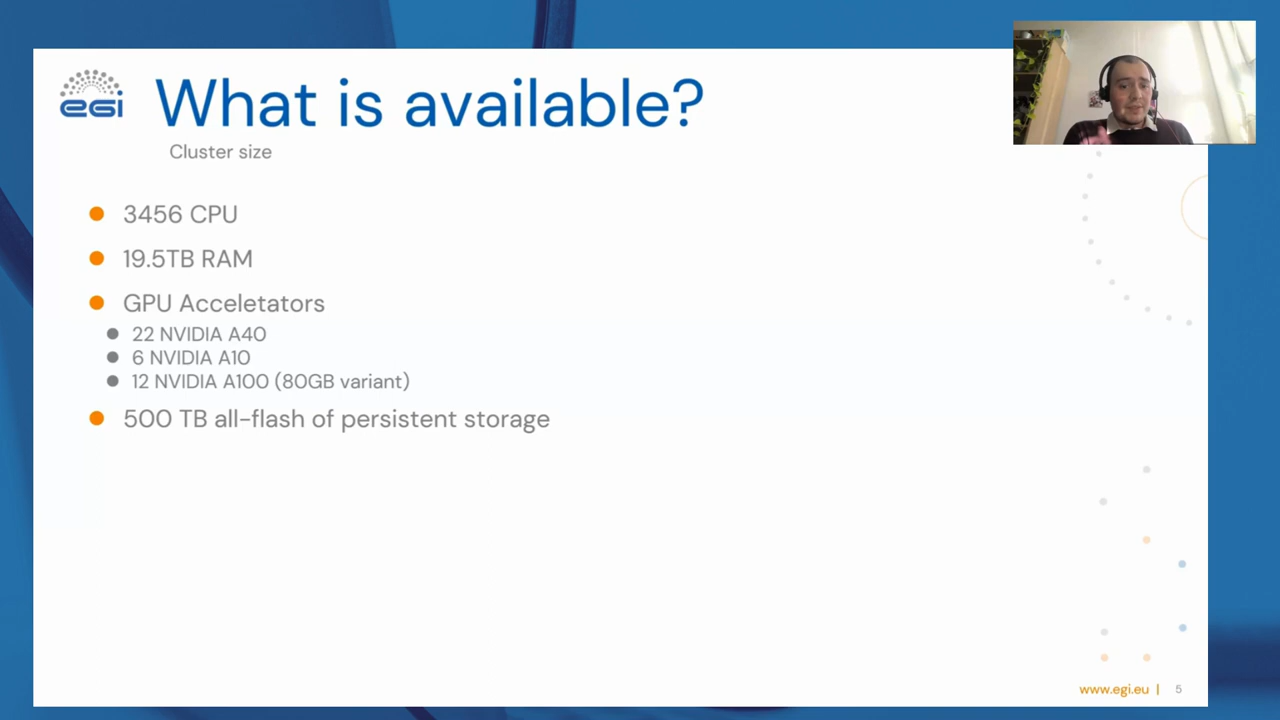 egi
What is available?
Cluster size
3456 CPU
19.5TB RAM
GPU Acceletators
22 NVIDIA A40
6 NVIDIA A10
12 NVIDIA A100 (80GB variant)
500 TB all-flash of persistent storage
www.egi.eu | 5